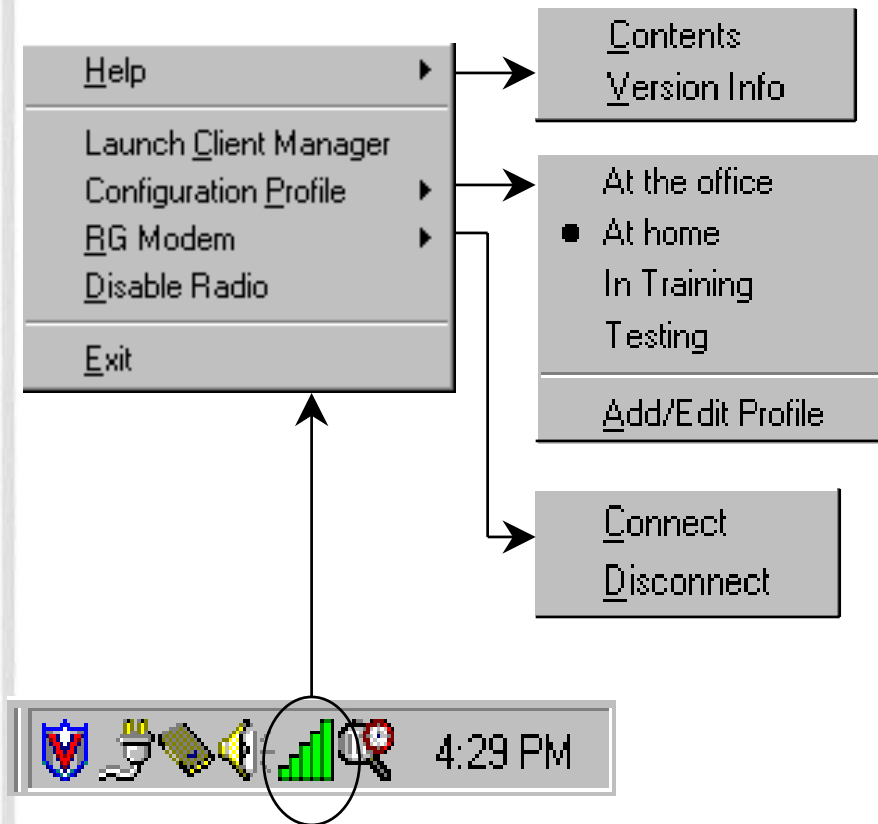 Help
Launch Client Manager
Configuration Profile
RG Modem
Disable Radio
Exit
Contents
Version Info
At the office
At home
In Training
Testing
Add/Edit Profile
Connect
Disconnect
4:29 PM